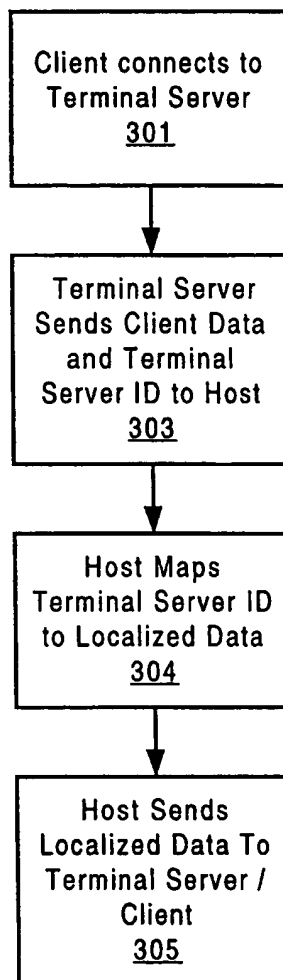 Client connects to
Terminal Server
301
Terminal Server
Sends Client Data
and Terminal
Server ID to Host
303
Host Maps
Terminal Server ID
to Localized Data
304
Host Sends
Localized Data To
Terminal Server /
Client
305